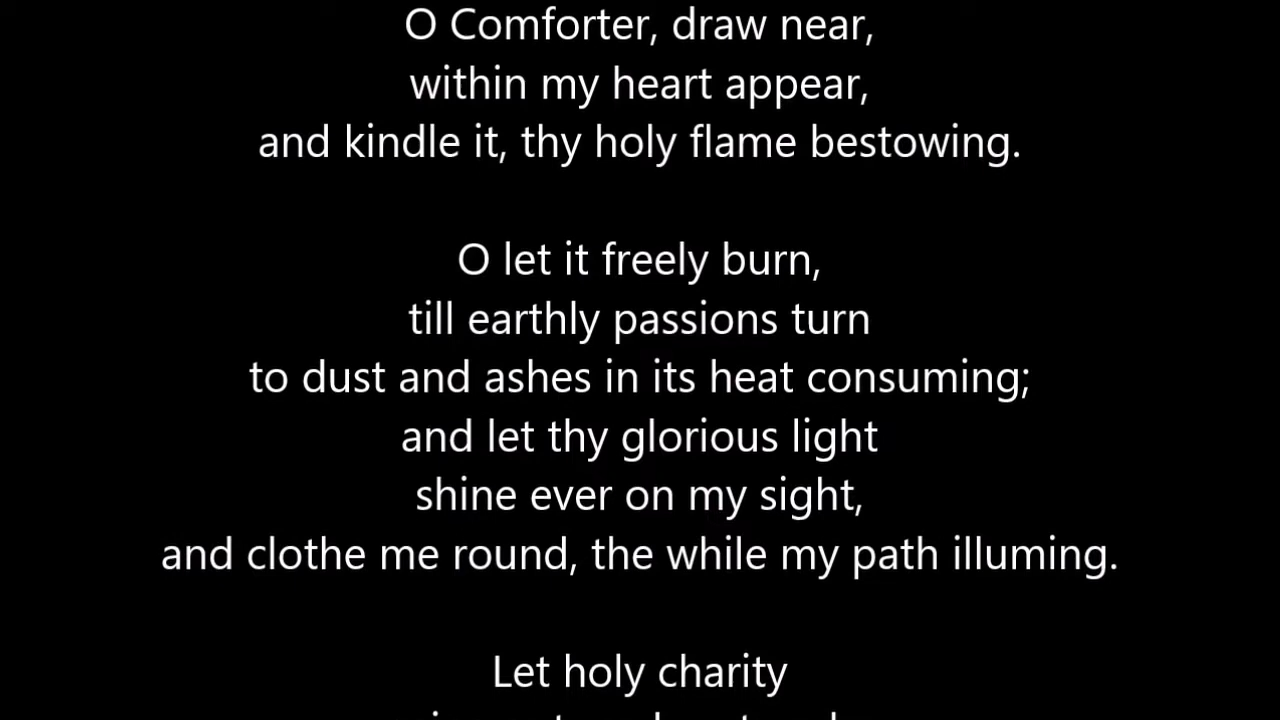 O Comforter, draw near,
within my heart appear,
and kindle it, thy holy flame bestowing.
O let it freely burn,
till earthly passions turn
to dust and ashes in its heat consuming;
and let thy glorious light
shine ever on my sight,
and clothe me round, the while my path illuming.
Let holy charity